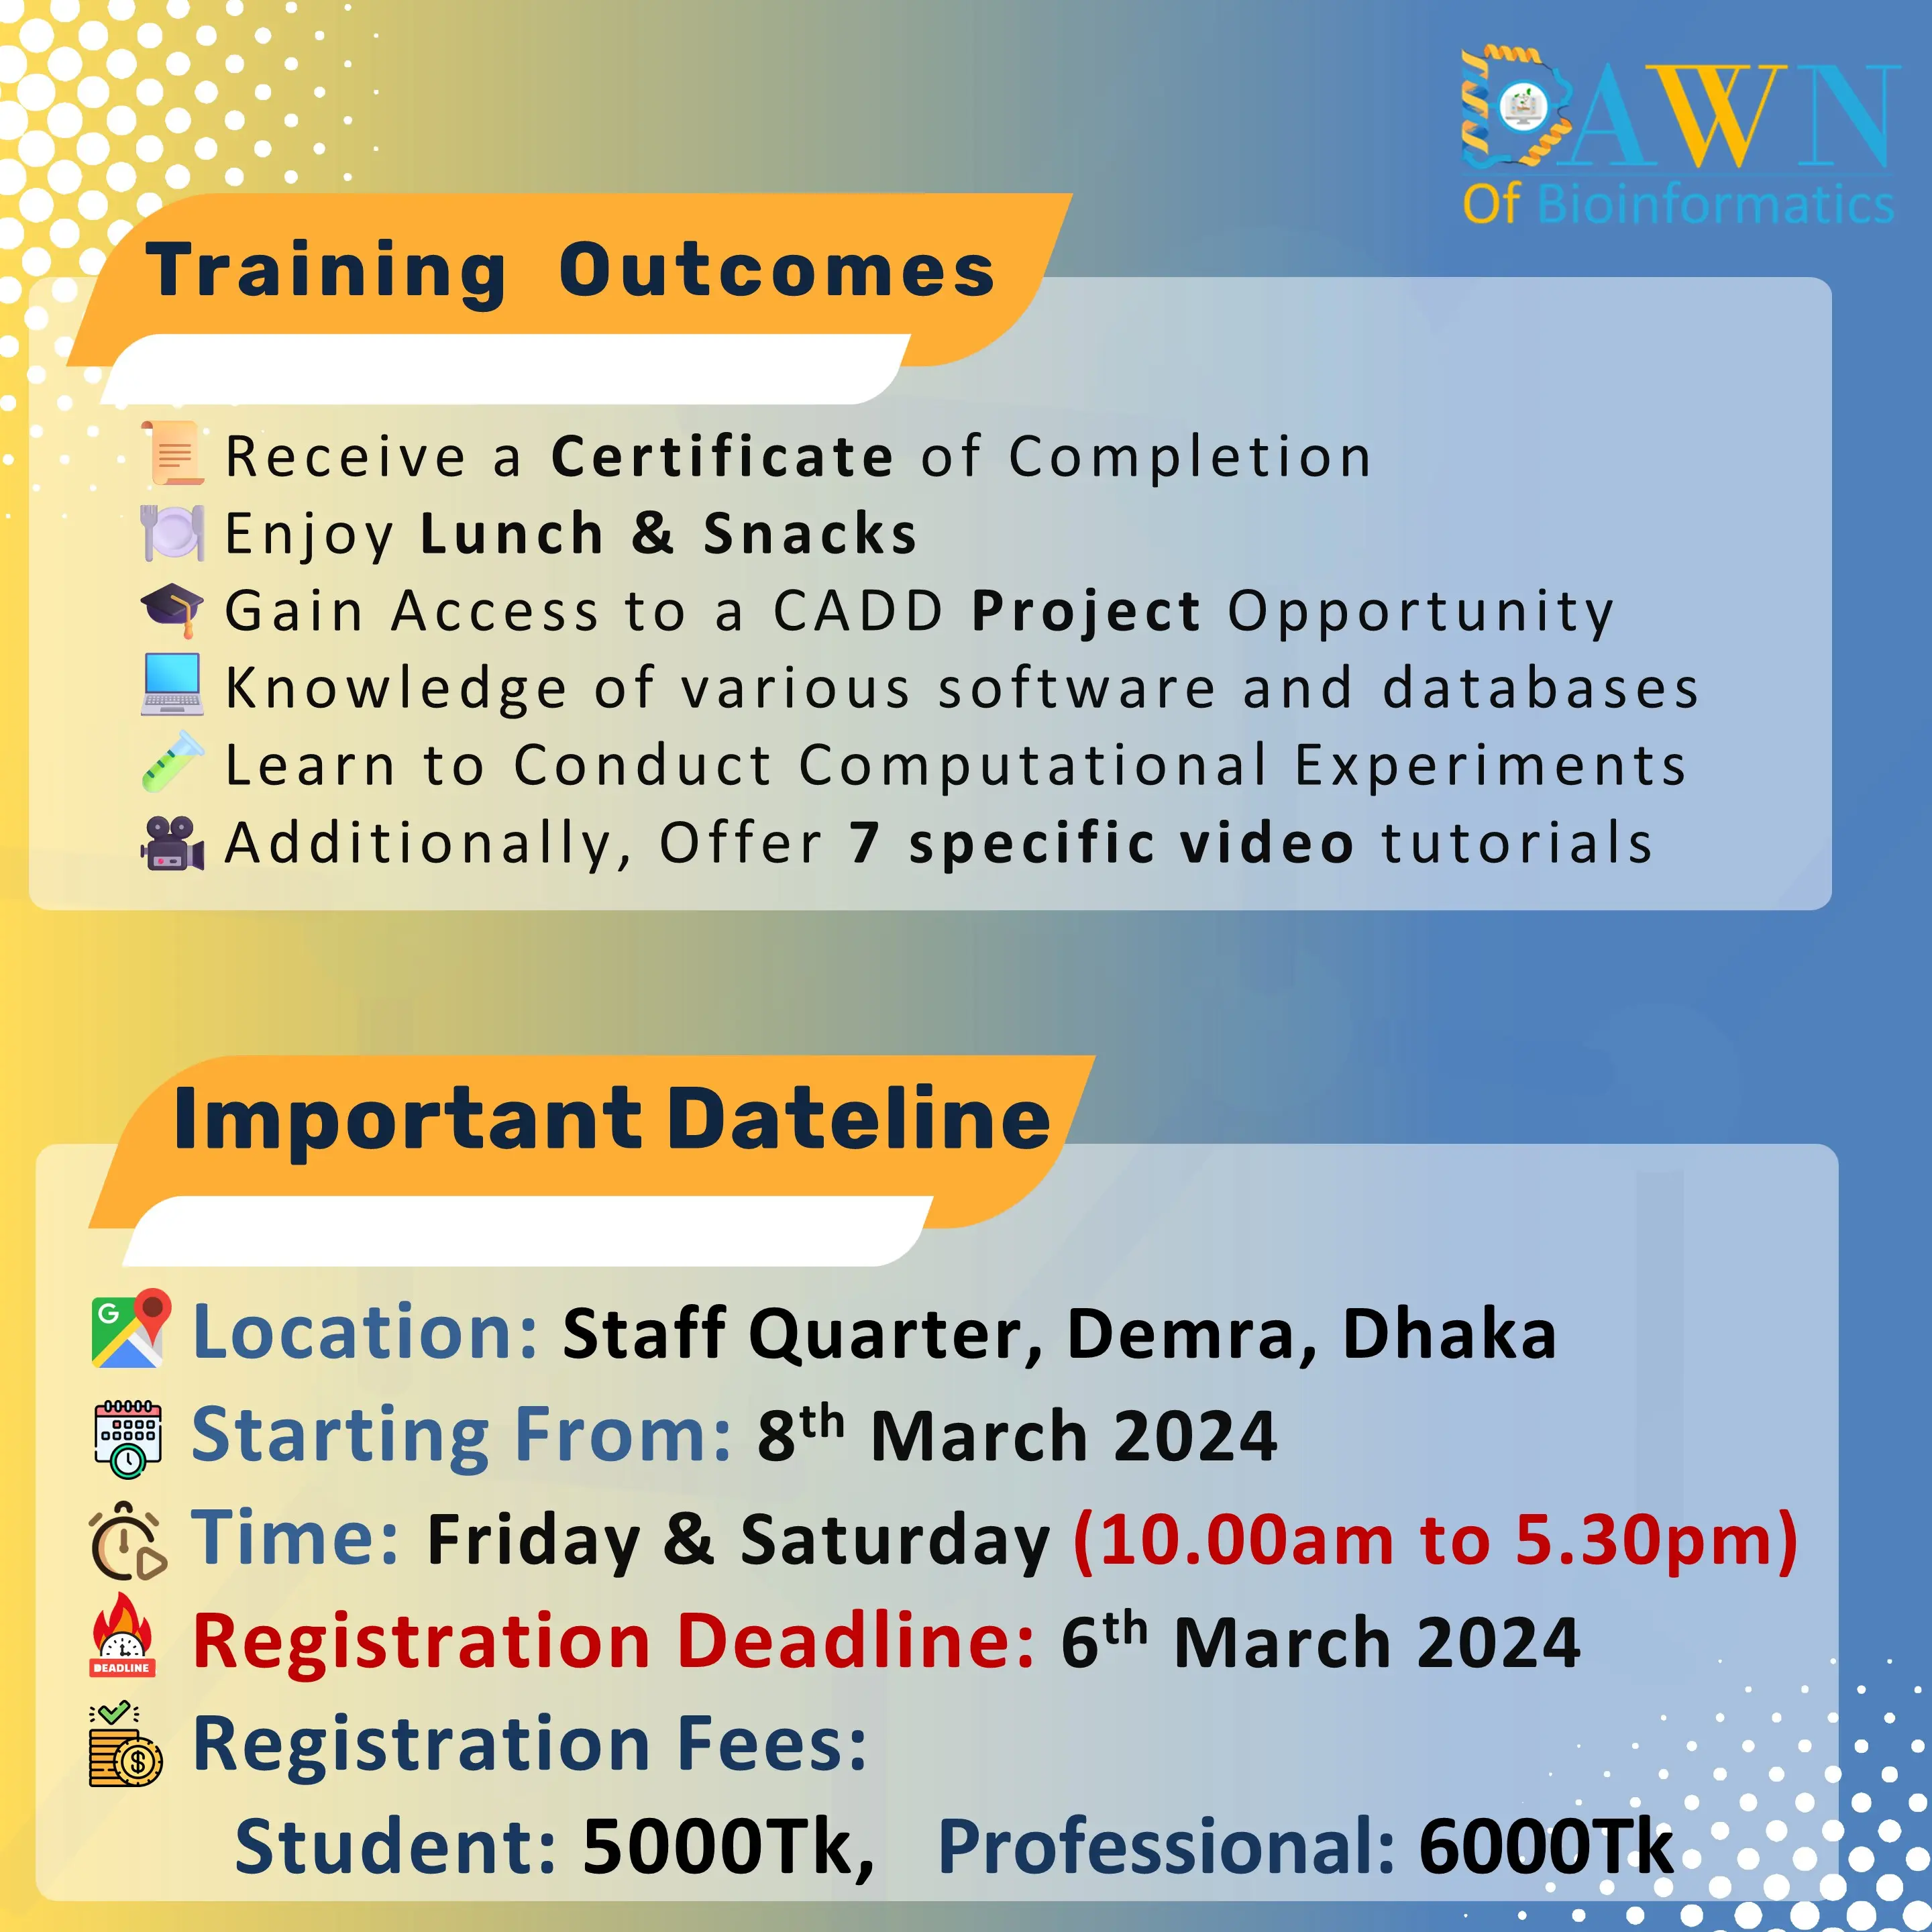 DAWN
Of Bioinformatics
Training Outcomes
Receive a Certificate of Completion
Enjoy Lunch & Snacks
Gain Access to a CADD Project Opportunity
Knowledge of various software and databases
Learn to Conduct Computational Experiments
Additionally, Offer 7 specific video tutorials
Important Dateline
G
Location: Staff Quarter, Demra, Dhaka
Starting From: 8th March 2024
Time: Friday & Saturday (10.00am to 5.30pm)
DEADLINE
Registration Deadline: 6th March 2024
$
Registration Fees:
Student: 5000Tk, Professional: 6000Tk